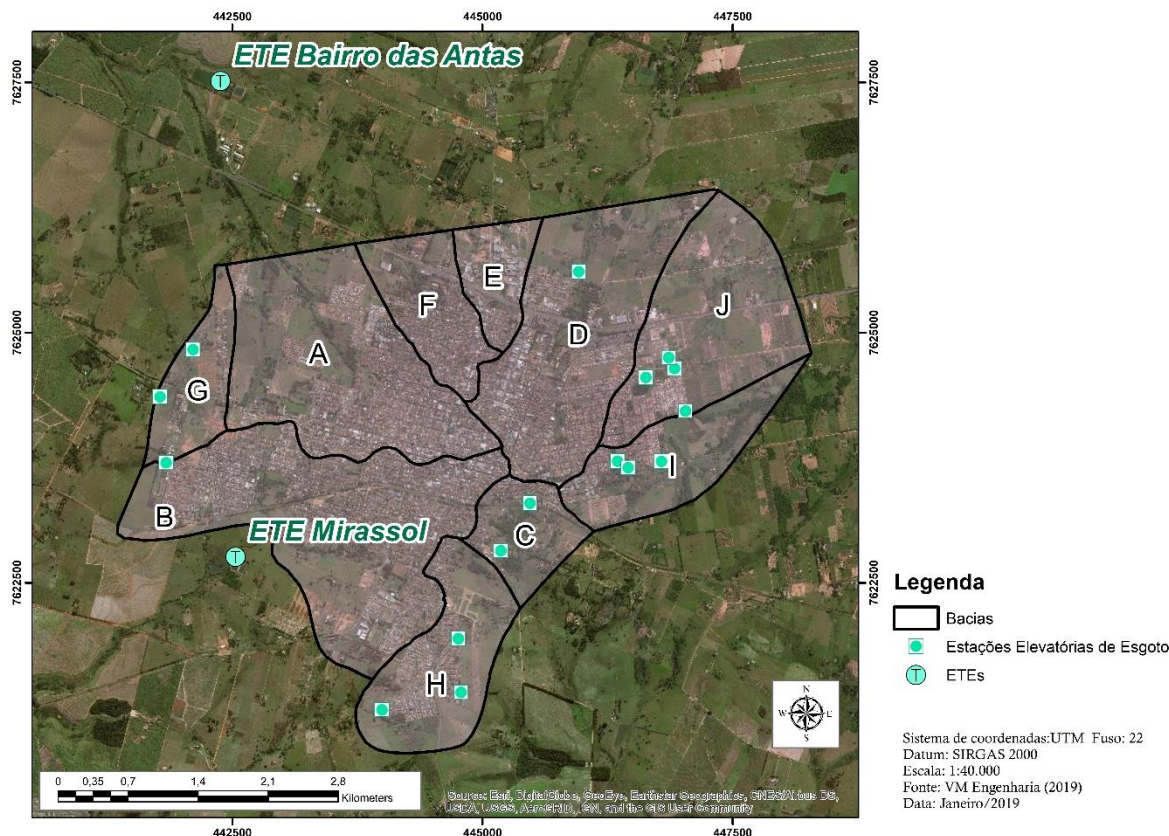 442500 445000 447500
ETE Bairro das Antas
7627500 7627500
E
F J
7625000 D 7625000
A
G
I
B
ETE Mirassol
C
7622500 7622500
H
N
W E
S
0 0,35 0,7 1,4 2,1 2,8
Kilometers
Source: Esri, DigitalGlobe, GeoEye, Earthstar Geographics, CNES/Airbus DS,
USDA, USGS, AeroGRID, IGN, and the GIS User Community
442500 445000 447500
Legenda
Bacias
Estações Elevatórias de Esgoto
T ETEs
Sistema de coordenadas:UTM Fuso: 22
Datum: SIRGAS 2000
Escala: 1:40.000
Fonte: VM Engenharia (2019)
Data: Janeiro/2019